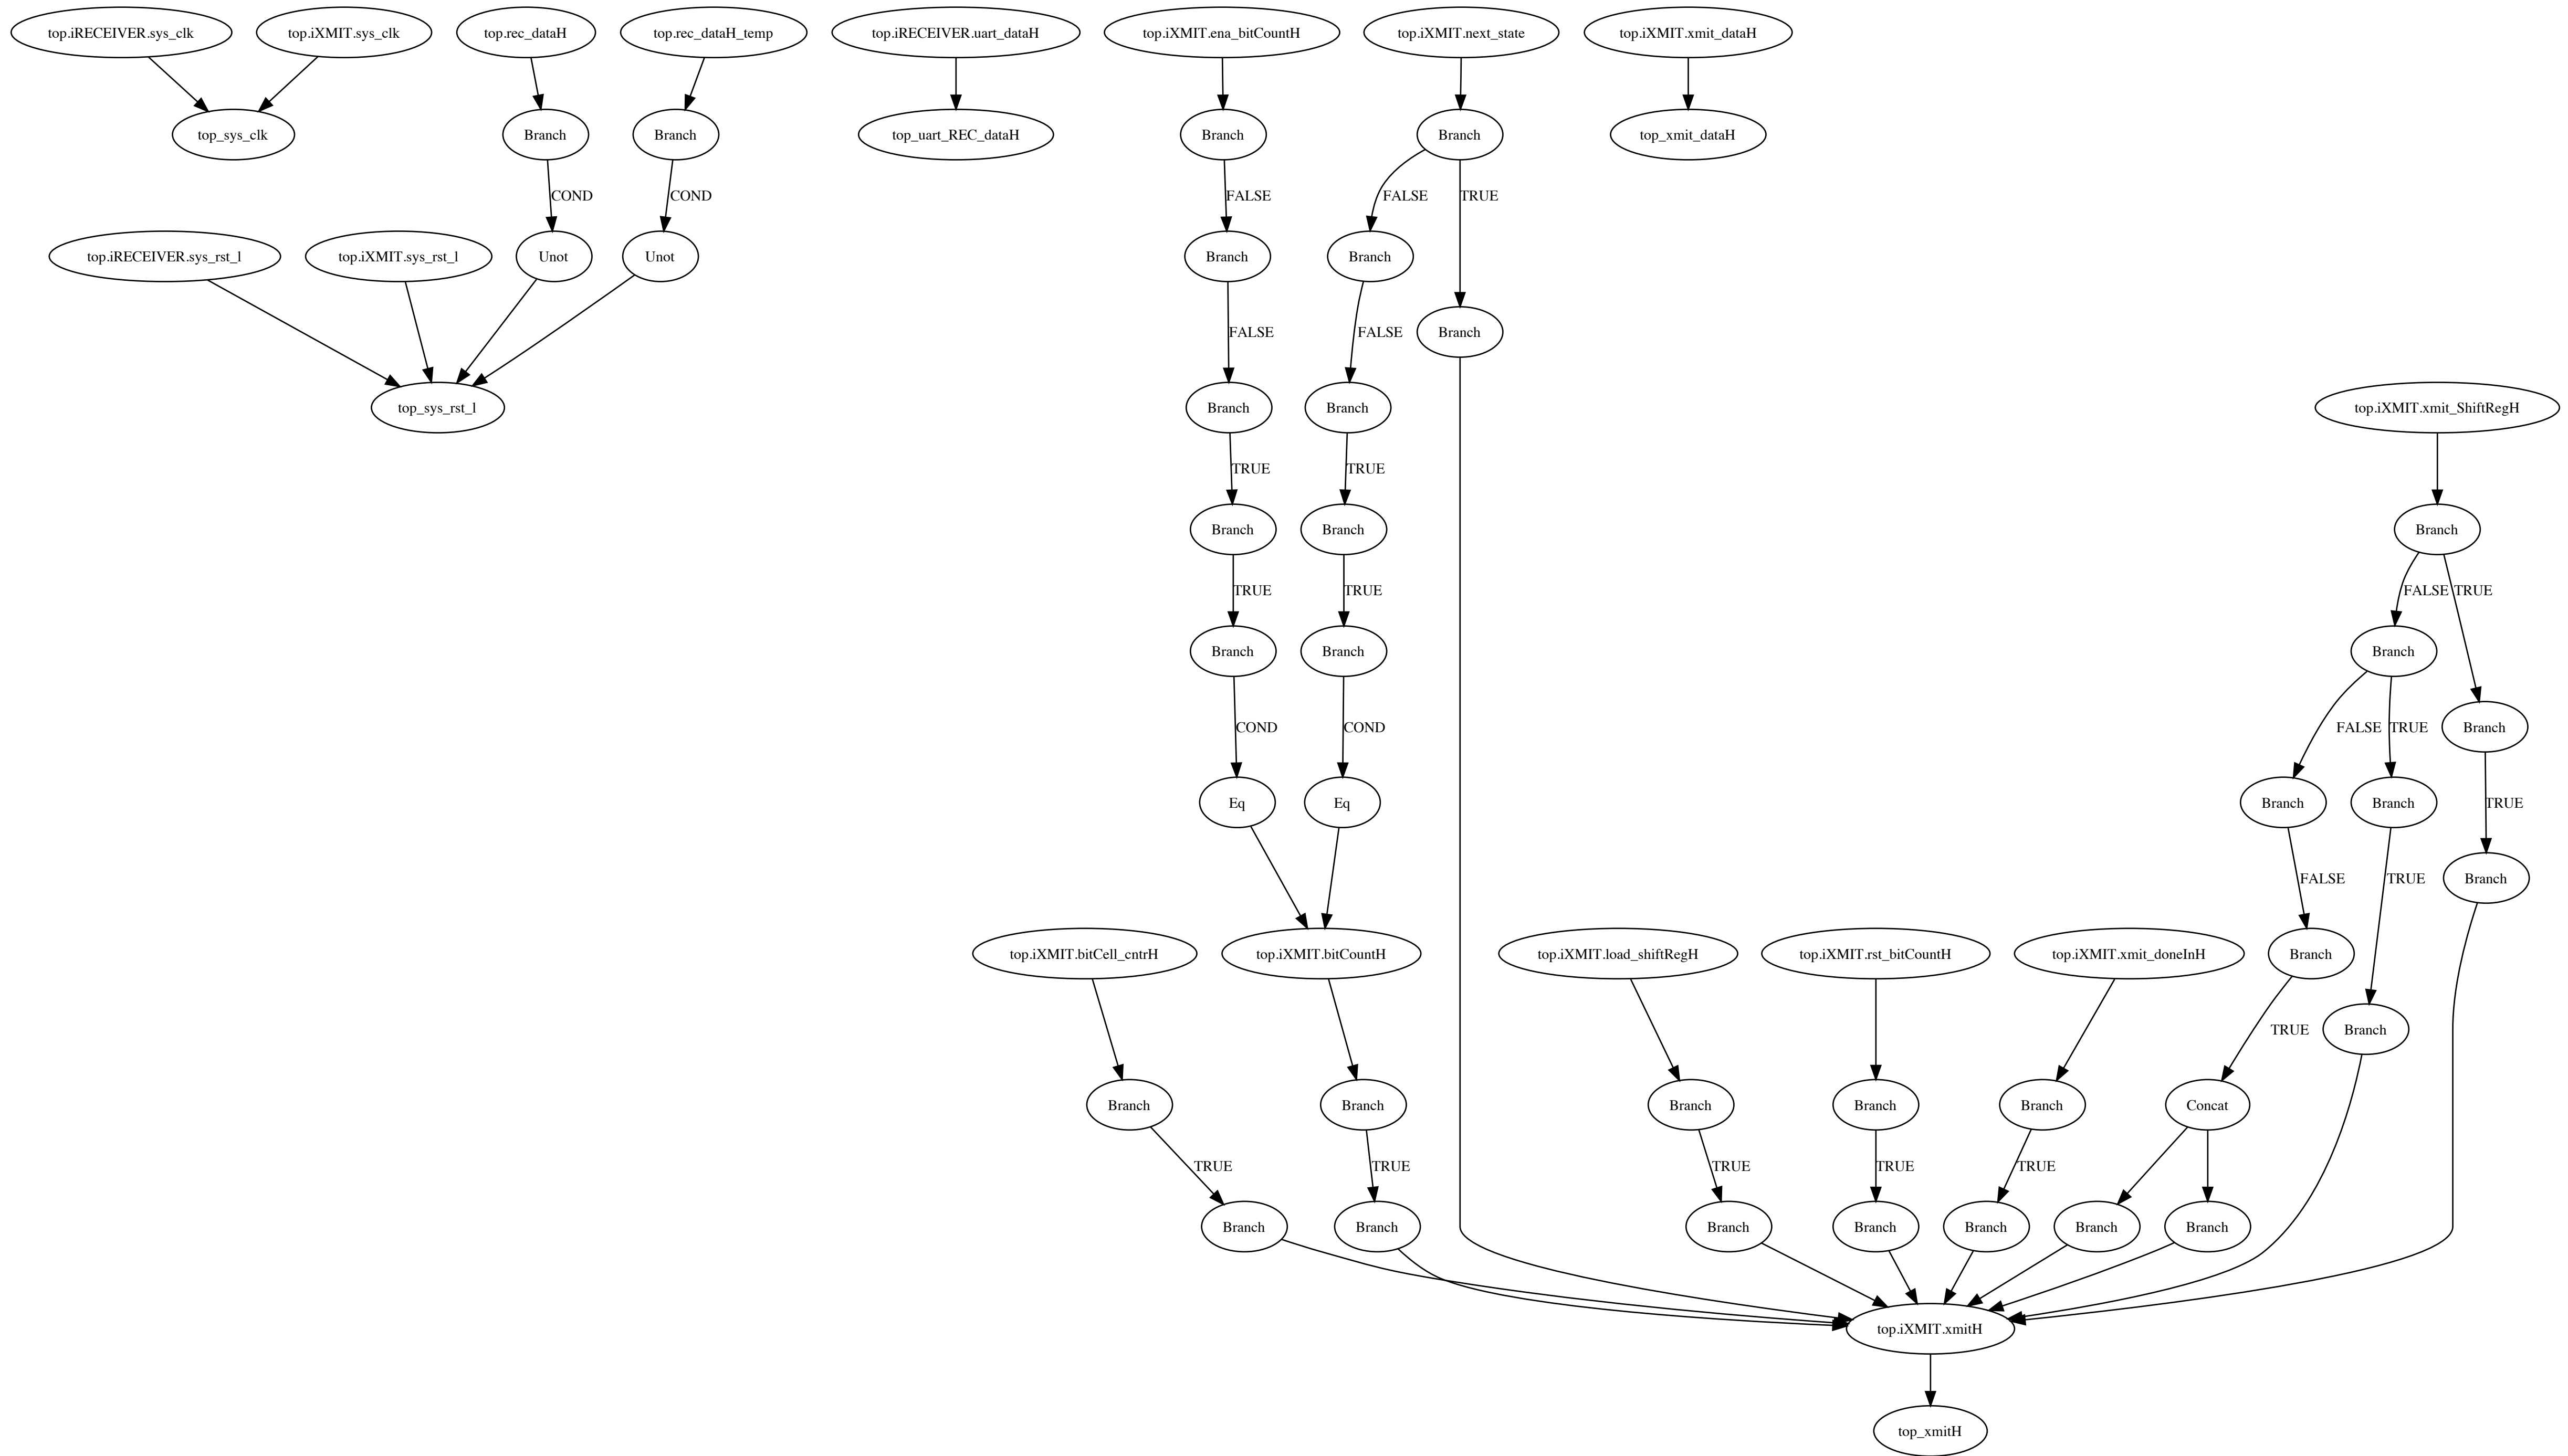 top.iRECEIVER.sys_clk
top.iXMIT.sys_clk
top.rec_dataH
top.rec_dataH_temp
top.iRECEIVER.uart_dataH
top.iXMIT.ena_bitCountH
top.iXMIT.next_state
top.iXMIT.xmit_dataH
top_sys_clk
Branch
Branch
top_uart_REC_dataH
Branch
Branch
top_xmit_dataH
COND
COND
FALSE
FALSE
TRUE
top.iRECEIVER.sys_rst_l
top.iXMIT.sys_rst_l
Unot
Unot
Branch
Branch
FALSE
FALSE
Branch
top_sys_rst_l
Branch
Branch
top.iXMIT.xmit_ShiftRegH
TRUE
TRUE
Branch
Branch
Branch
TRUE
TRUE
FALSE
TRUE
Branch
Branch
Branch
COND
COND
FALSE
TRUE
Branch
Eq
Eq
Branch
Branch
TRUE
FALSE
TRUE
Branch
top.iXMIT.bitCell_cntrH
top.iXMIT.bitCountH
top.iXMIT.load_shiftRegH
top.iXMIT.rst_bitCountH
top.iXMIT.xmit_doneInH
Branch
TRUE
Branch
Branch
Branch
Branch
Branch
Branch
Concat
TRUE
TRUE
TRUE
TRUE
TRUE
Branch
Branch
Branch
Branch
Branch
Branch
Branch
top.iXMIT.xmitH
top_xmitH